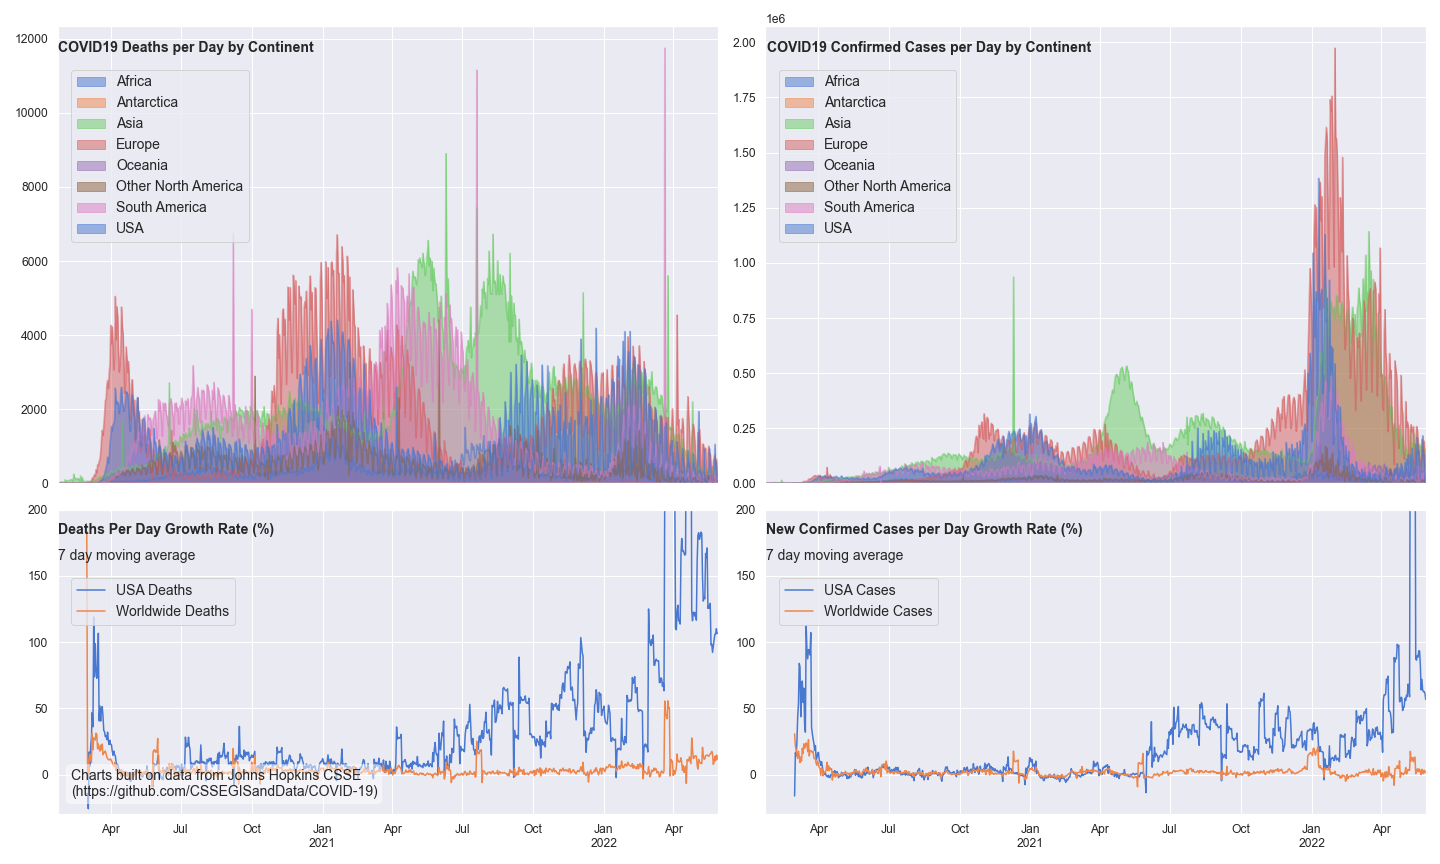 COVID19 Deaths per Day by Continent
12000
10000
8000
6000
4000
2000
0
Africa
Antarctica
Asia
Europe
Oceania
Other North America
South America
USA
Apr
Jul
Oct
Jan
2021
Apr
Jul
Oct
Jan
2022
Apr
1e6
COVID19 Confirmed Cases per Day by Continent
2.00
1.75
1.50
1.25
1.00
0.75
0.50
0.25
0.00
Africa
Antarctica
Asia
Europe
Oceania
Other North America
South America
USA
Deaths Per Day Growth Rate (%)
7 day moving average
200
150
100
50
0
USA Deaths
Worldwide Deaths
Charts built on data from Johns Hopkins CSSE
(https://github.com/CSSEGISandData/COVID-19)
New Confirmed Cases per Day Growth Rate (%)
7 day moving average
200
150
100
50
0
USA Cases
Worldwide Cases
Apr
Jul
Oct
Jan
2021
Apr
Jul
Oct
Jan
2022
Apr